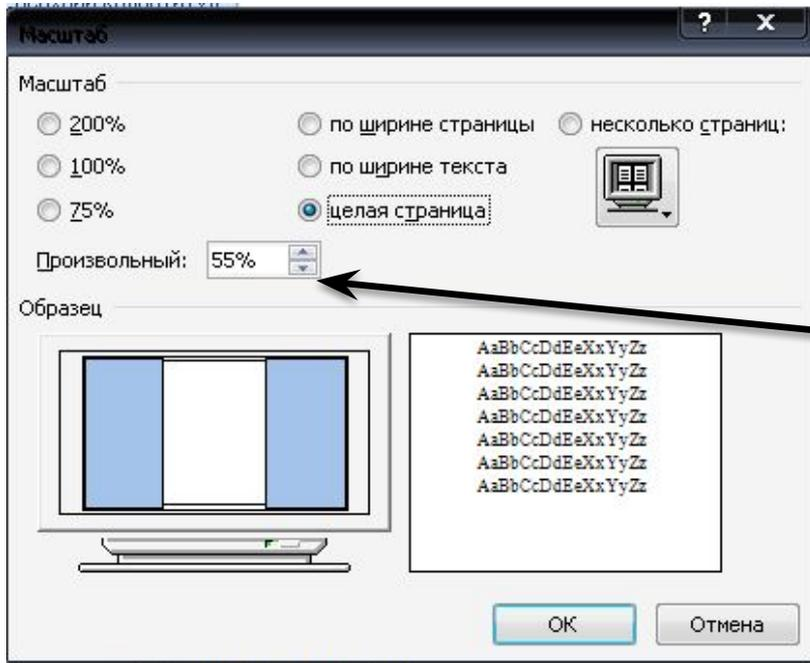 Масштаб
Масштаб
200%
по ширине страницы
несколько страниц:
100%
по ширине текста
75%
целая страница
Произвольный: 55%
Образец
AaBbCcDdEeXxYyZz
AaBbCcDdEeXxYyZz
AaBbCcDdEeXxYyZz
AaBbCcDdEeXxYyZz
AaBbCcDdEeXxYyZz
AaBbCcDdEeXxYyZz
AaBbCcDdEeXxYyZz
ОК
Отмена